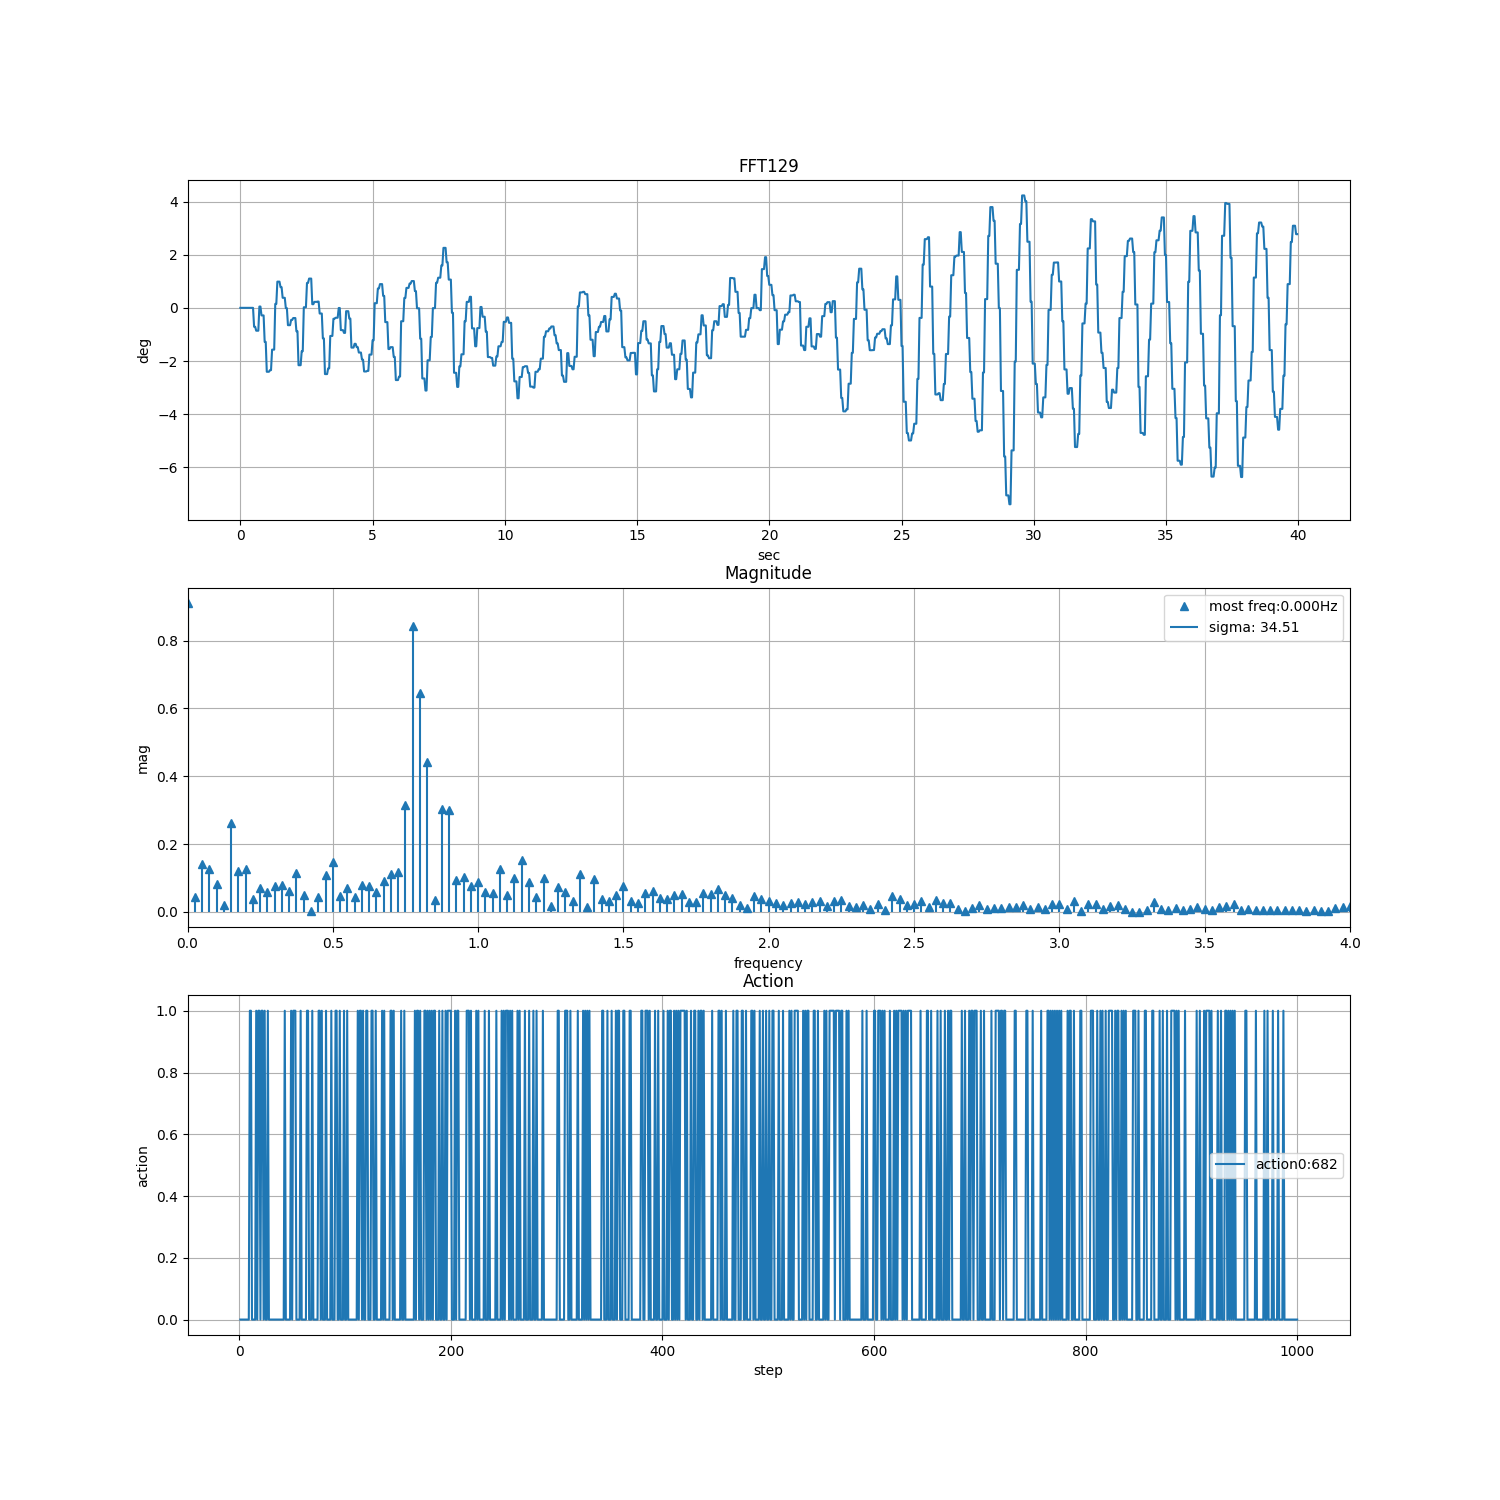 FFT129
4
2
0
−2
−4
−6
deg
0 5 10 15 20 25 30 35 40
sec
Magnitude
most freq:0.000Hz
sigma: 34.51
0.8
0.6
0.4
0.2
0.0
mag
0.0 0.5 1.0 1.5 2.0 2.5 3.0 3.5 4.0
frequency
Action
1.0
0.8
0.6
0.4
0.2
0.0
action
action0:682
0 200 400 600 800 1000
step